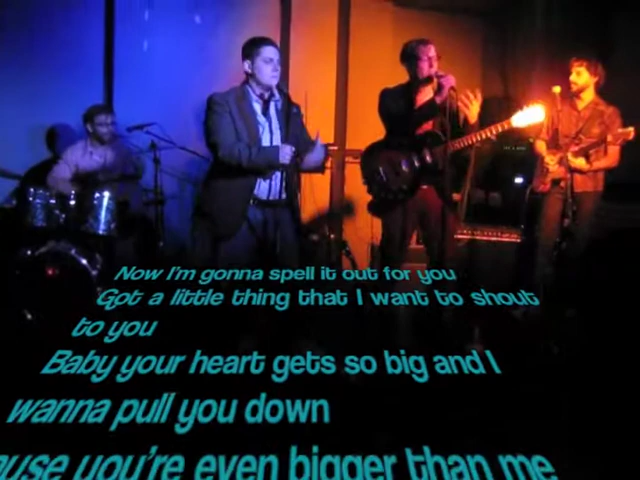 Now I'm gonna spell it out for you
Got a little thing that I want to shout
to you
Baby your heart gets so big and I
wanna pull you down
you're even bigger than me